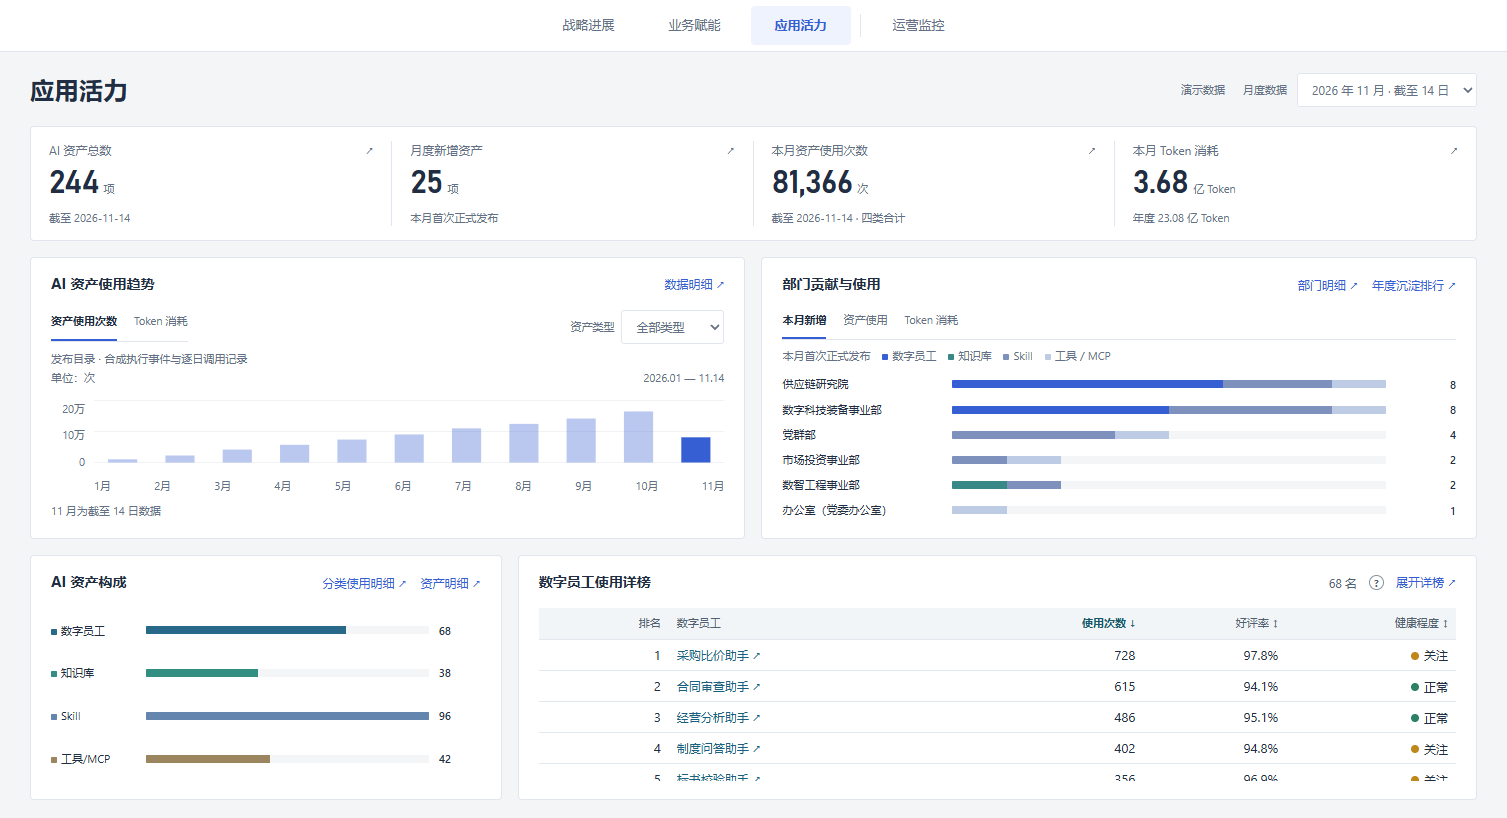 战略进展 业务赋能 应用活力 运营监控
应用活力
演示数据 月度数据 2026 年 11 月 · 截至 14 日
AI 资产总数 ↗
244 项
截至 2026-11-14
月度新增资产 ↗
25 项
本月首次正式发布
本月资产使用次数 ↗
81,366 次
截至 2026-11-14 · 四类合计
本月 Token 消耗 ↗
3.68 亿 Token
年度 23.08 亿 Token
AI 资产使用趋势 数据明细 ↗
资产使用次数 Token 消耗
资产类型 全部类型
发布目录 · 合成执行事件与逐日调用记录
单位：次 2026.01 — 11.14
20万
10万
0
1月 2月 3月 4月 5月 6月 7月 8月 9月 10月 11月
11 月为截至 14 日数据
部门贡献与使用 部门明细 ↗ 年度沉淀排行 ↗
本月新增 资产使用 Token 消耗
本月首次正式发布 数字员工 知识库 Skill 工具 / MCP
供应链研究院 8
数字科技装备事业部 8
党群部 4
市场投资事业部 2
数智工程事业部 2
办公室（党委办公室） 1
AI 资产构成 分类使用明细 ↗ 资产明细 ↗
数字员工 68
知识库 38
Skill 96
工具/MCP 42
数字员工使用详榜 68 名 ? 展开详榜 ↗
排名 数字员工 使用次数 ↓ 好评率 ↕ 健康程度 ↕
1 采购比价助手 ↗ 728 97.8% 关注
2 合同审查助手 ↗ 615 94.1% 正常
3 经营分析助手 ↗ 486 95.1% 正常
4 制度问答助手 ↗ 402 94.8% 关注
5 标书校验助手 ↗ 356 96.9% 关注